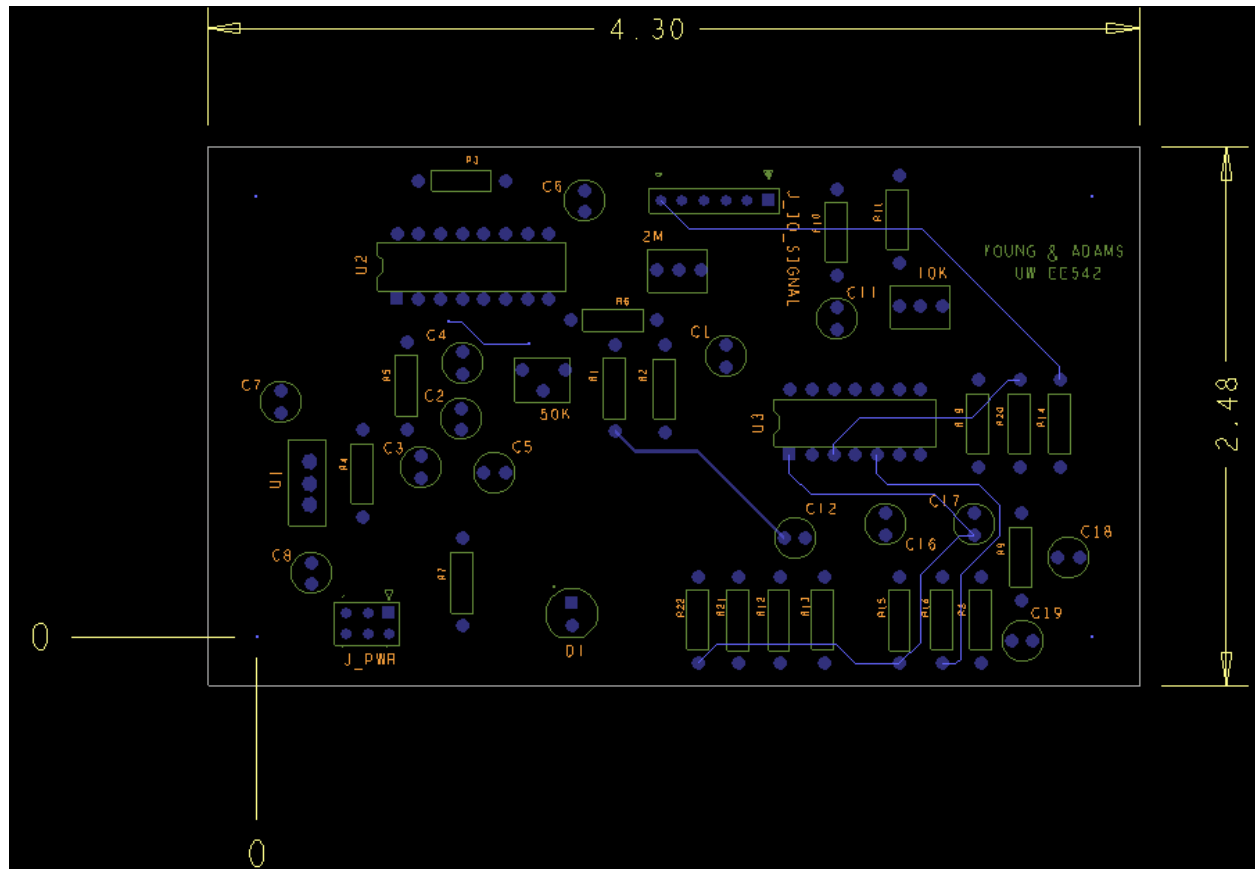 4.30
R3
C6
J_IO_SIGNAL
R10
R11
YOUNG & ADAMS
UW EE542
U2
2M
10K
C11
R6
C4
C1
R5
C7
50K
R1
R2
C2
U3
R19
R20
R14
2.48
C3
C5
U1
R4
C12
C17
C16
C18
C8
R7
R9
R22
R21
R12
R13
R15
R16
R8
C19
J_PWR
D1
0
0